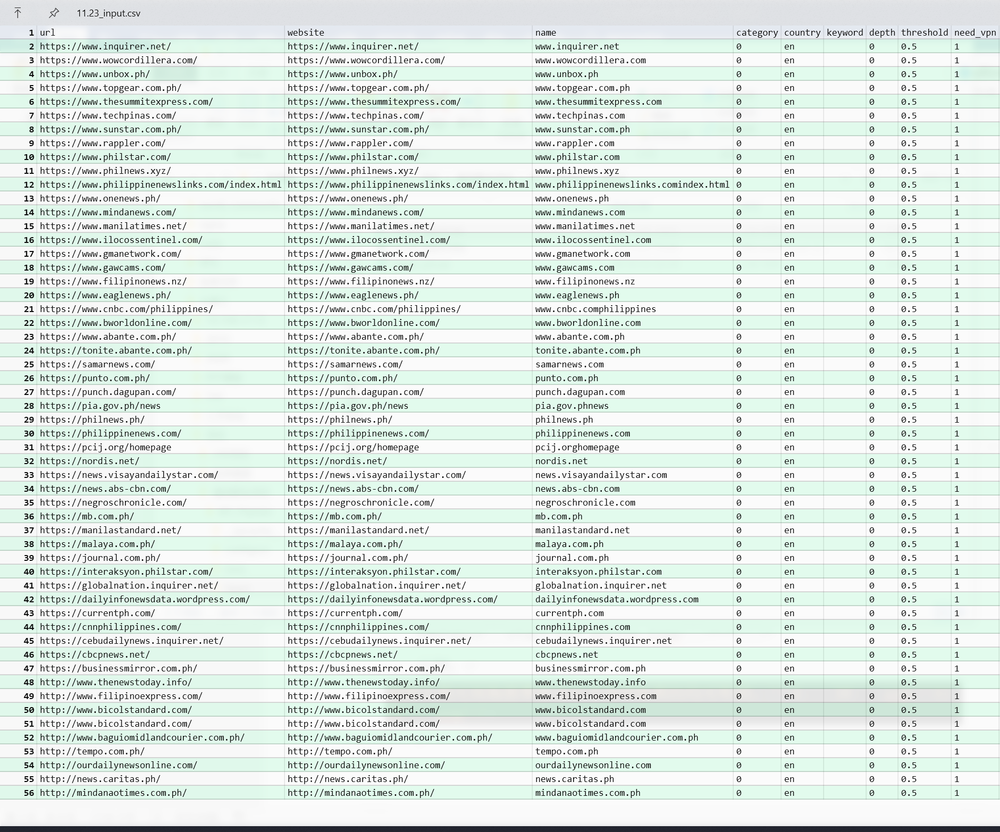 11.23_input.csv
1 url website name category country keyword depth threshold need_vpn
2 https://www.inquirer.net/ https://www.inquirer.net/ www.inquirer.net 0 en 0 0.5 1
3 https://www.wowcordillera.com/ https://www.wowcordillera.com/ www.wowcordillera.com 0 en 0 0.5 1
4 https://www.unbox.ph/ https://www.unbox.ph/ www.unbox.ph 0 en 0 0.5 1
5 https://www.topgear.com.ph/ https://www.topgear.com.ph/ www.topgear.com.ph 0 en 0 0.5 1
6 https://www.thesummitexpress.com/ https://www.thesummitexpress.com/ www.thesummitexpress.com 0 en 0 0.5 1
7 https://www.techpinas.com/ https://www.techpinas.com/ www.techpinas.com 0 en 0 0.5 1
8 https://www.sunstar.com.ph/ https://www.sunstar.com.ph/ www.sunstar.com.ph 0 en 0 0.5 1
9 https://www.rappler.com/ https://www.rappler.com/ www.rappler.com 0 en 0 0.5 1
10 https://www.philstar.com/ https://www.philstar.com/ www.philstar.com 0 en 0 0.5 1
11 https://www.philnews.xyz/ https://www.philnews.xyz/ www.philnews.xyz 0 en 0 0.5 1
12 https://www.philippinenewslinks.com/index.html https://www.philippinenewslinks.com/index.html www.philippinenewslinks.comindex.html 0 en 0 0.5 1
13 https://www.onenews.ph/ https://www.onenews.ph/ www.onenews.ph 0 en 0 0.5 1
14 https://www.mindanews.com/ https://www.mindanews.com/ www.mindanews.com 0 en 0 0.5 1
15 https://www.manilatimes.net/ https://www.manilatimes.net/ www.manilatimes.net 0 en 0 0.5 1
16 https://www.ilocossentinel.com/ https://www.ilocossentinel.com/ www.ilocossentinel.com 0 en 0 0.5 1
17 https://www.gmanetwork.com/ https://www.gmanetwork.com/ www.gmanetwork.com 0 en 0 0.5 1
18 https://www.gawcams.com/ https://www.gawcams.com/ www.gawcams.com 0 en 0 0.5 1
19 https://www.filipinonews.nz/ https://www.filipinonews.nz/ www.filipinonews.nz 0 en 0 0.5 1
20 https://www.eaglenews.ph/ https://www.eaglenews.ph/ www.eaglenews.ph 0 en 0 0.5 1
21 https://www.cnbc.com/philippines/ https://www.cnbc.com/philippines/ www.cnbc.comphilippines 0 en 0 0.5 1
22 https://www.bworldonline.com/ https://www.bworldonline.com/ www.bworldonline.com 0 en 0 0.5 1
23 https://www.abante.com.ph/ https://www.abante.com.ph/ www.abante.com.ph 0 en 0 0.5 1
24 https://tonite.abante.com.ph/ https://tonite.abante.com.ph/ tonite.abante.com.ph 0 en 0 0.5 1
25 https://samarnews.com/ https://samarnews.com/ samarnews.com 0 en 0 0.5 1
26 https://punto.com.ph/ https://punto.com.ph/ punto.com.ph 0 en 0 0.5 1
27 https://punch.dagupan.com/ https://punch.dagupan.com/ punch.dagupan.com 0 en 0 0.5 1
28 https://pia.gov.ph/news https://pia.gov.ph/news pia.gov.phnews 0 en 0 0.5 1
29 https://philnews.ph/ https://philnews.ph/ philnews.ph 0 en 0 0.5 1
30 https://philippinenews.com/ https://philippinenews.com/ philippinenews.com 0 en 0 0.5 1
31 https://pcij.org/homepage https://pcij.org/homepage pcij.orghomepage 0 en 0 0.5 1
32 https://nordis.net/ https://nordis.net/ nordis.net 0 en 0 0.5 1
33 https://news.visayandailystar.com/ https://news.visayandailystar.com/ news.visayandailystar.com 0 en 0 0.5 1
34 https://news.abs-cbn.com/ https://news.abs-cbn.com/ news.abs-cbn.com 0 en 0 0.5 1
35 https://negroschronicle.com/ https://negroschronicle.com/ negroschronicle.com 0 en 0 0.5 1
36 https://mb.com.ph/ https://mb.com.ph/ mb.com.ph 0 en 0 0.5 1
37 https://manilastandard.net/ https://manilastandard.net/ manilastandard.net 0 en 0 0.5 1
38 https://malaya.com.ph/ https://malaya.com.ph/ malaya.com.ph 0 en 0 0.5 1
39 https://journal.com.ph/ https://journal.com.ph/ journal.com.ph 0 en 0 0.5 1
40 https://interaksyon.philstar.com/ https://interaksyon.philstar.com/ interaksyon.philstar.com 0 en 0 0.5 1
41 https://globalnation.inquirer.net/ https://globalnation.inquirer.net/ globalnation.inquirer.net 0 en 0 0.5 1
42 https://dailyinfonewsdata.wordpress.com/ https://dailyinfonewsdata.wordpress.com/ dailyinfonewsdata.wordpress.com 0 en 0 0.5 1
43 https://currentph.com/ https://currentph.com/ currentph.com 0 en 0 0.5 1
44 https://cnnphilippines.com/ https://cnnphilippines.com/ cnnphilippines.com 0 en 0 0.5 1
45 https://cebudailynews.inquirer.net/ https://cebudailynews.inquirer.net/ cebudailynews.inquirer.net 0 en 0 0.5 1
46 https://cbcpnews.net/ https://cbcpnews.net/ cbcpnews.net 0 en 0 0.5 1
47 https://businessmirror.com.ph/ https://businessmirror.com.ph/ businessmirror.com.ph 0 en 0 0.5 1
48 http://www.thenewstoday.info/ http://www.thenewstoday.info/ www.thenewstoday.info 0 en 0 0.5 1
49 http://www.filipinoexpress.com/ http://www.filipinoexpress.com/ www.filipinoexpress.com 0 en 0 0.5 1
50 http://www.bicolstandard.com/ http://www.bicolstandard.com/ www.bicolstandard.com 0 en 0 0.5 1
51 http://www.bicolstandard.com/ http://www.bicolstandard.com/ www.bicolstandard.com 0 en 0 0.5 1
52 http://www.baguiomidlandcourier.com.ph/ http://www.baguiomidlandcourier.com.ph/ www.baguiomidlandcourier.com.ph 0 en 0 0.5 1
53 http://tempo.com.ph/ http://tempo.com.ph/ tempo.com.ph 0 en 0 0.5 1
54 http://ourdailynewsonline.com/ http://ourdailynewsonline.com/ ourdailynewsonline.com 0 en 0 0.5 1
55 http://news.caritas.ph/ http://news.caritas.ph/ news.caritas.ph 0 en 0 0.5 1
56 http://mindanaotimes.com.ph/ http://mindanaotimes.com.ph/ mindanaotimes.com.ph 0 en 0 0.5 1